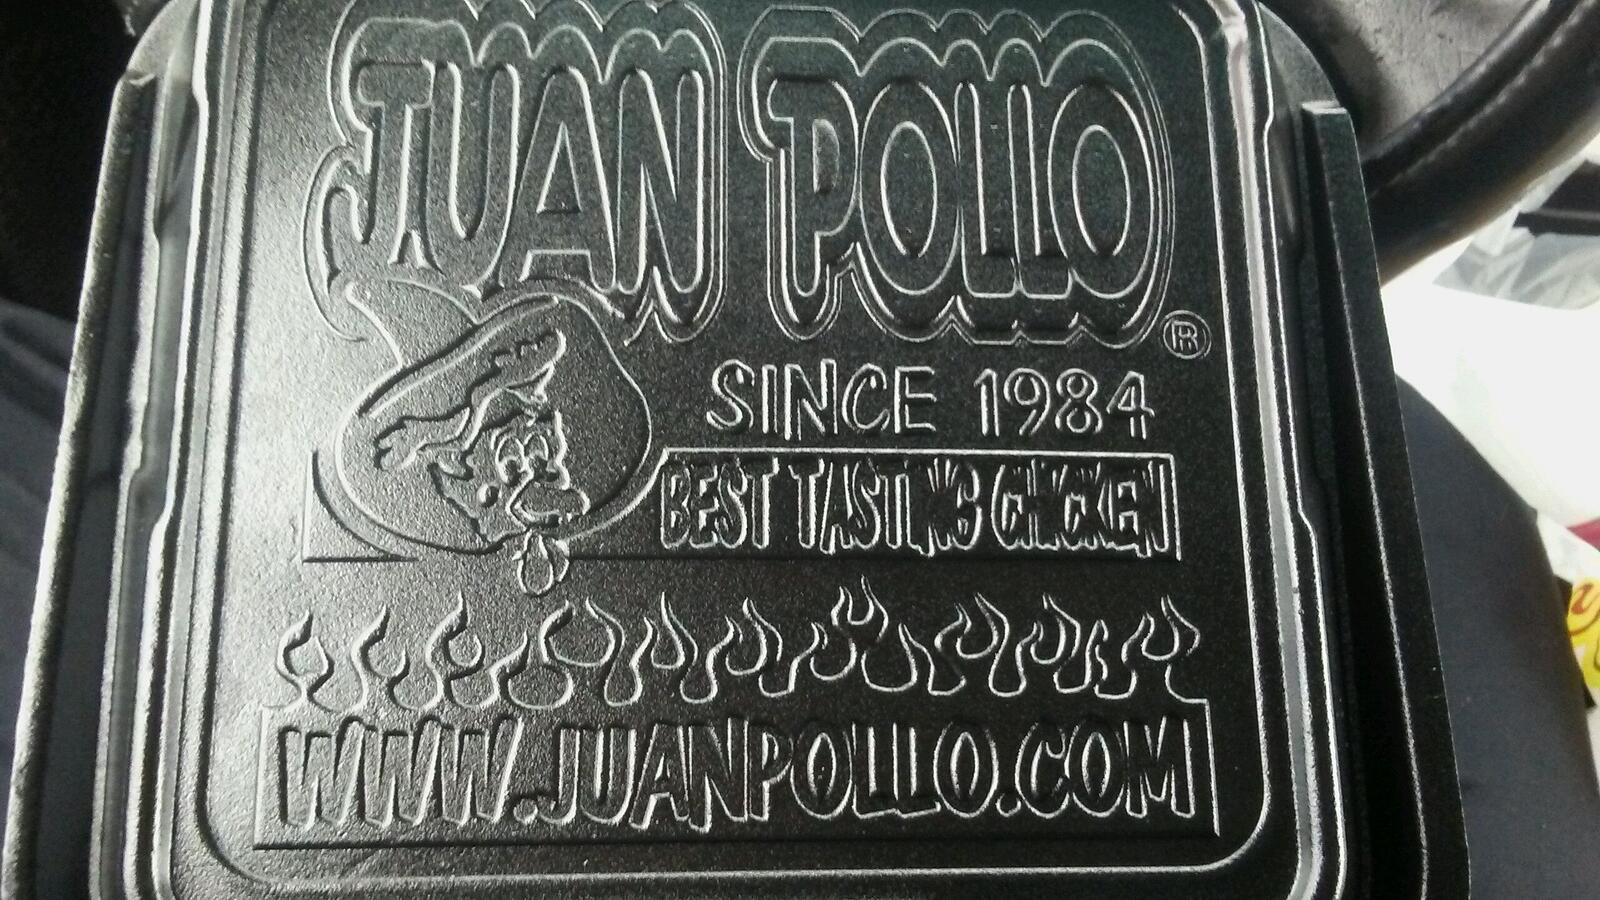 JUAN POLLO ®
SINCE 1984
BEST TASTING CHICKEN
WWW.JUANPOLLO.COM